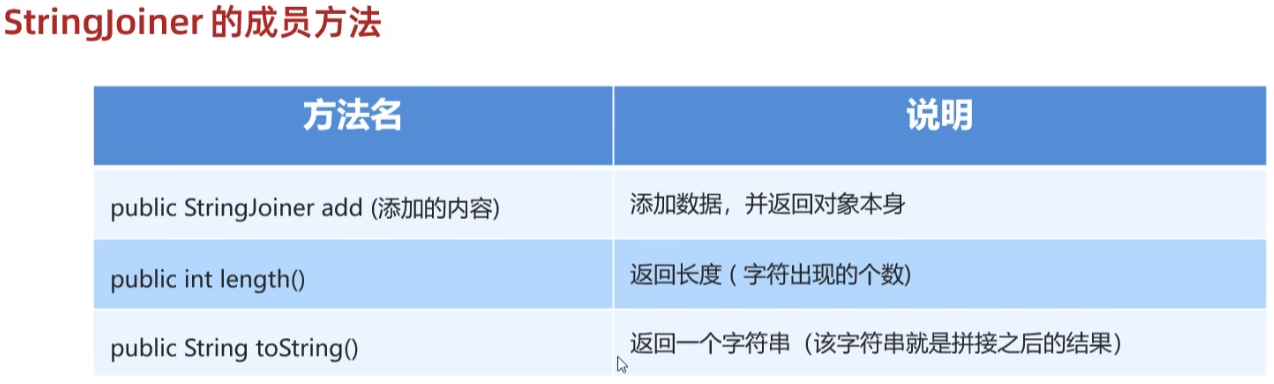 StringJoiner 的成员方法
方法名 说明
public StringJoiner add (添加的内容) 添加数据，并返回对象本身
public int length() 返回长度 ( 字符出现的个数)
public String toString() 返回一个字符串（该字符串就是拼接之后的结果）